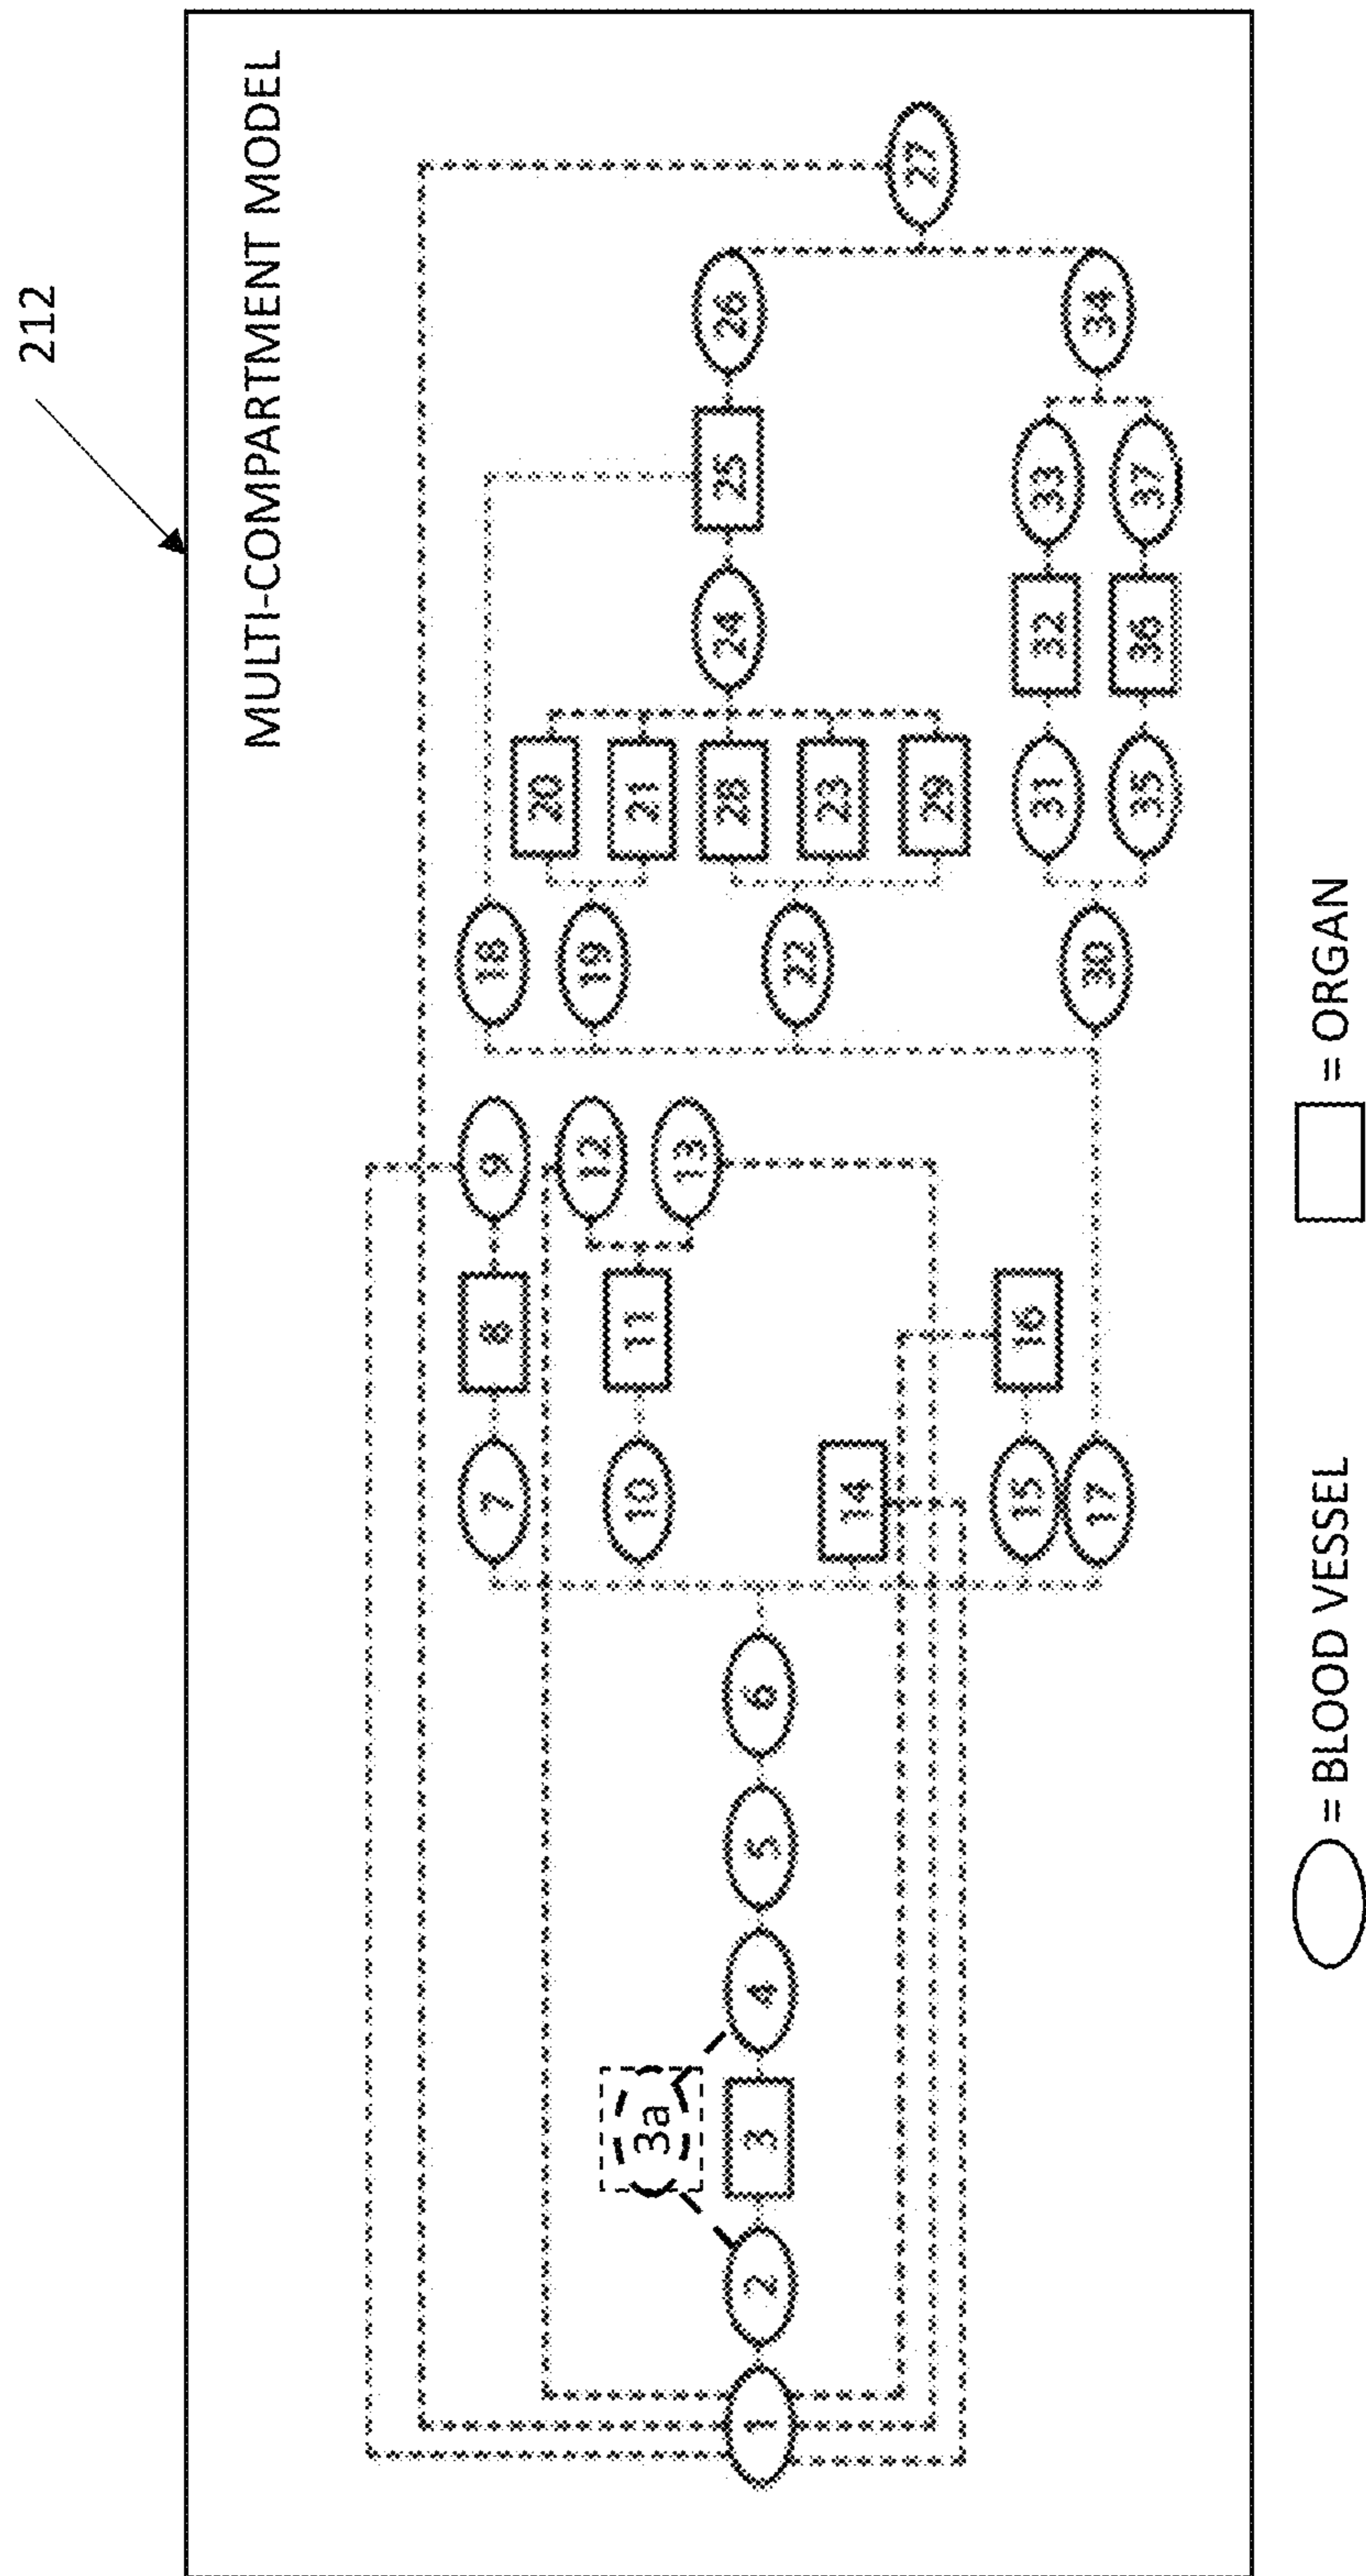 212
MULTI-COMPARTMENT MODEL
7 8 9 18
20
12 19
10 11 21
3a
13
28 24 25 26
1 2 3 4 5 6
22
23
14
27
29
15 16
31 32 33
17 30 34
35 36 37
= BLOOD VESSEL = ORGAN